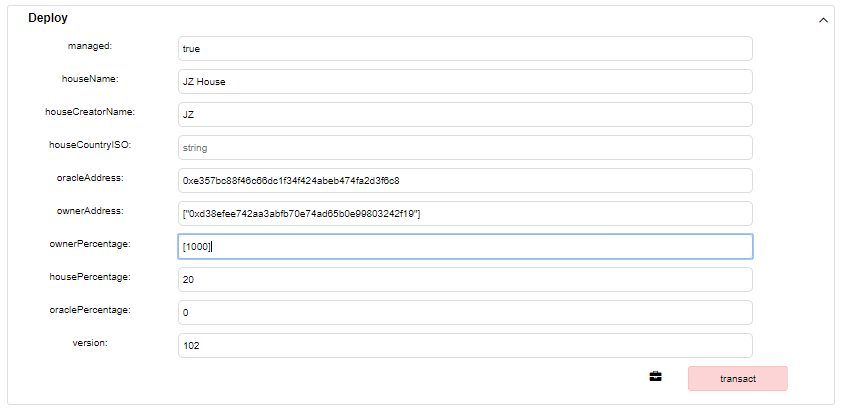 Deploy
managed: true
houseName: JZ House
houseCreatorName: JZ
houseCountryISO: string
oracleAddress: 0xe357bc88f46c66dc1f34f424abeb474fa2d3f6c8
ownerAddress: ["0xd38efee742aa3abfb70e74ad65b0e99803242f19"]
ownerPercentage: [1000]
housePercentage: 20
oraclePercentage: 0
version: 102
transact